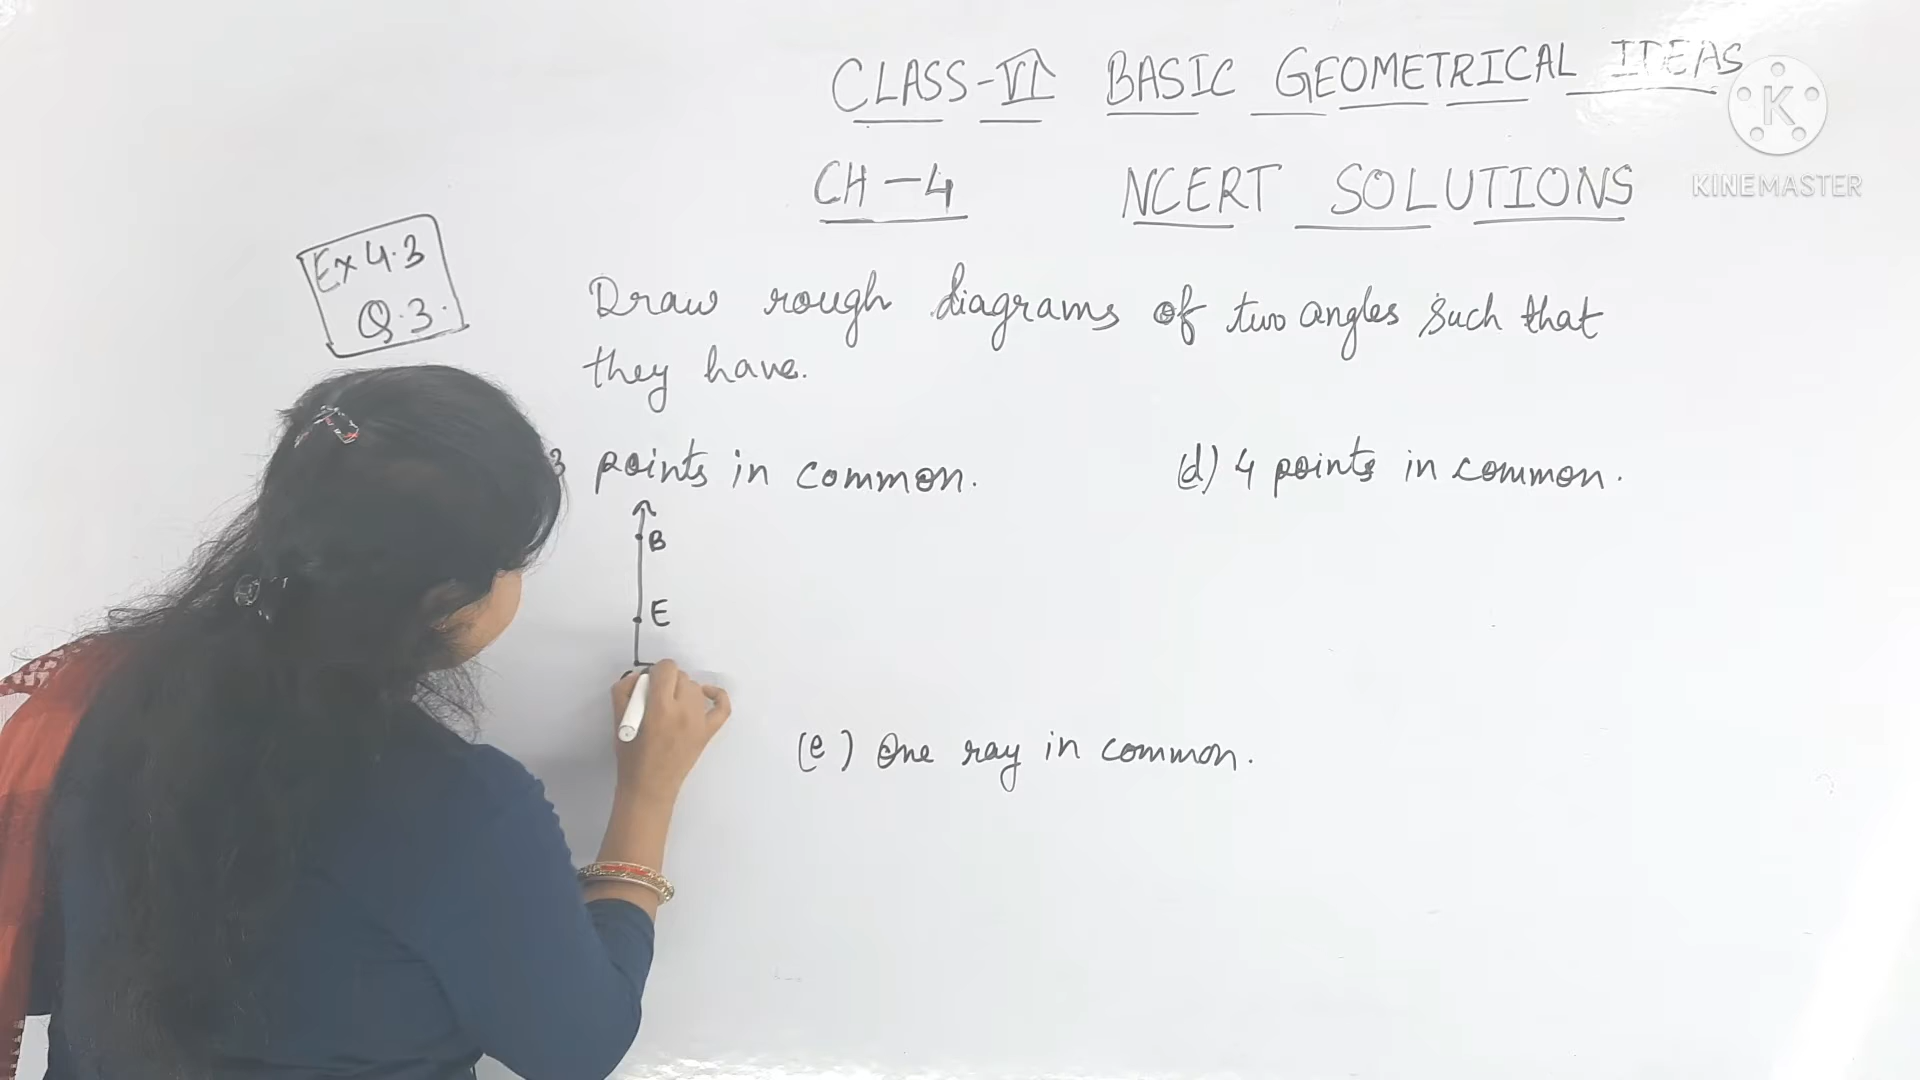 CLASS-VI BASIC GEOMETRICAL IDEAS
K
KINEMASTER
CH-4 NCERT SOLUTIONS
Ex 4.3
Q.3.
Draw rough diagrams of two angles such that
they have.
3 points in common.
(d) 4 points in common.
B
E
(e) One ray in common.